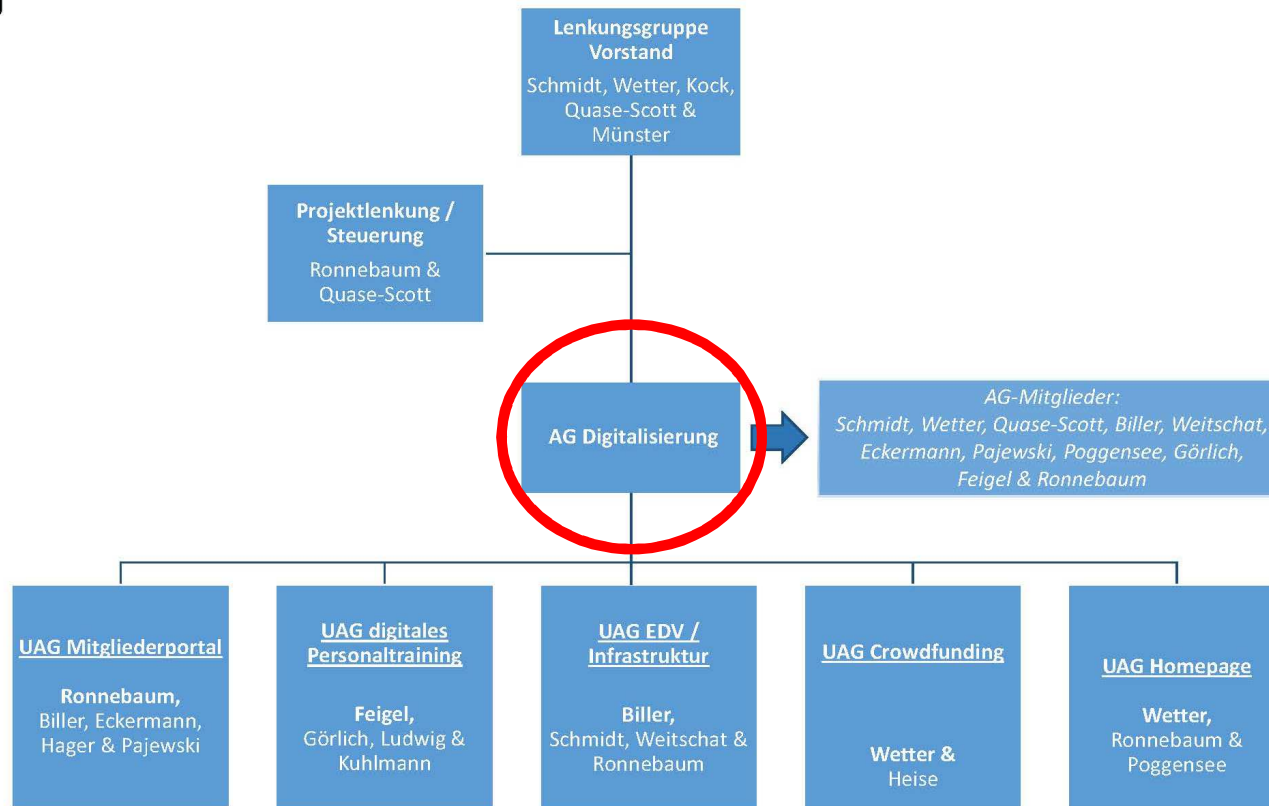 Lenkungsgruppe
Vorstand
Schmidt, Wetter, Kock,
Quase-Scott &
Münster
Projektlenkung /
Steuerung
Ronnebaum &
Quase-Scott
AG Digitalisierung
AG-Mitglieder:
Schmidt, Wetter, Quase-Scott, Biller, Weitschat,
Eckermann, Pajewski, Poggensee, Görlich,
Feigel & Ronnebaum
UAG Mitgliederportal
Ronnebaum,
Biller, Eckermann,
Hager & Pajewski
UAG digitales
Personaltraining
Feigel,
Görlich, Ludwig &
Kuhlmann
UAG EDV /
Infrastruktur
Biller,
Schmidt, Weitschat &
Ronnebaum
UAG Crowdfunding
Wetter &
Heise
UAG Homepage
Wetter,
Ronnebaum &
Poggensee